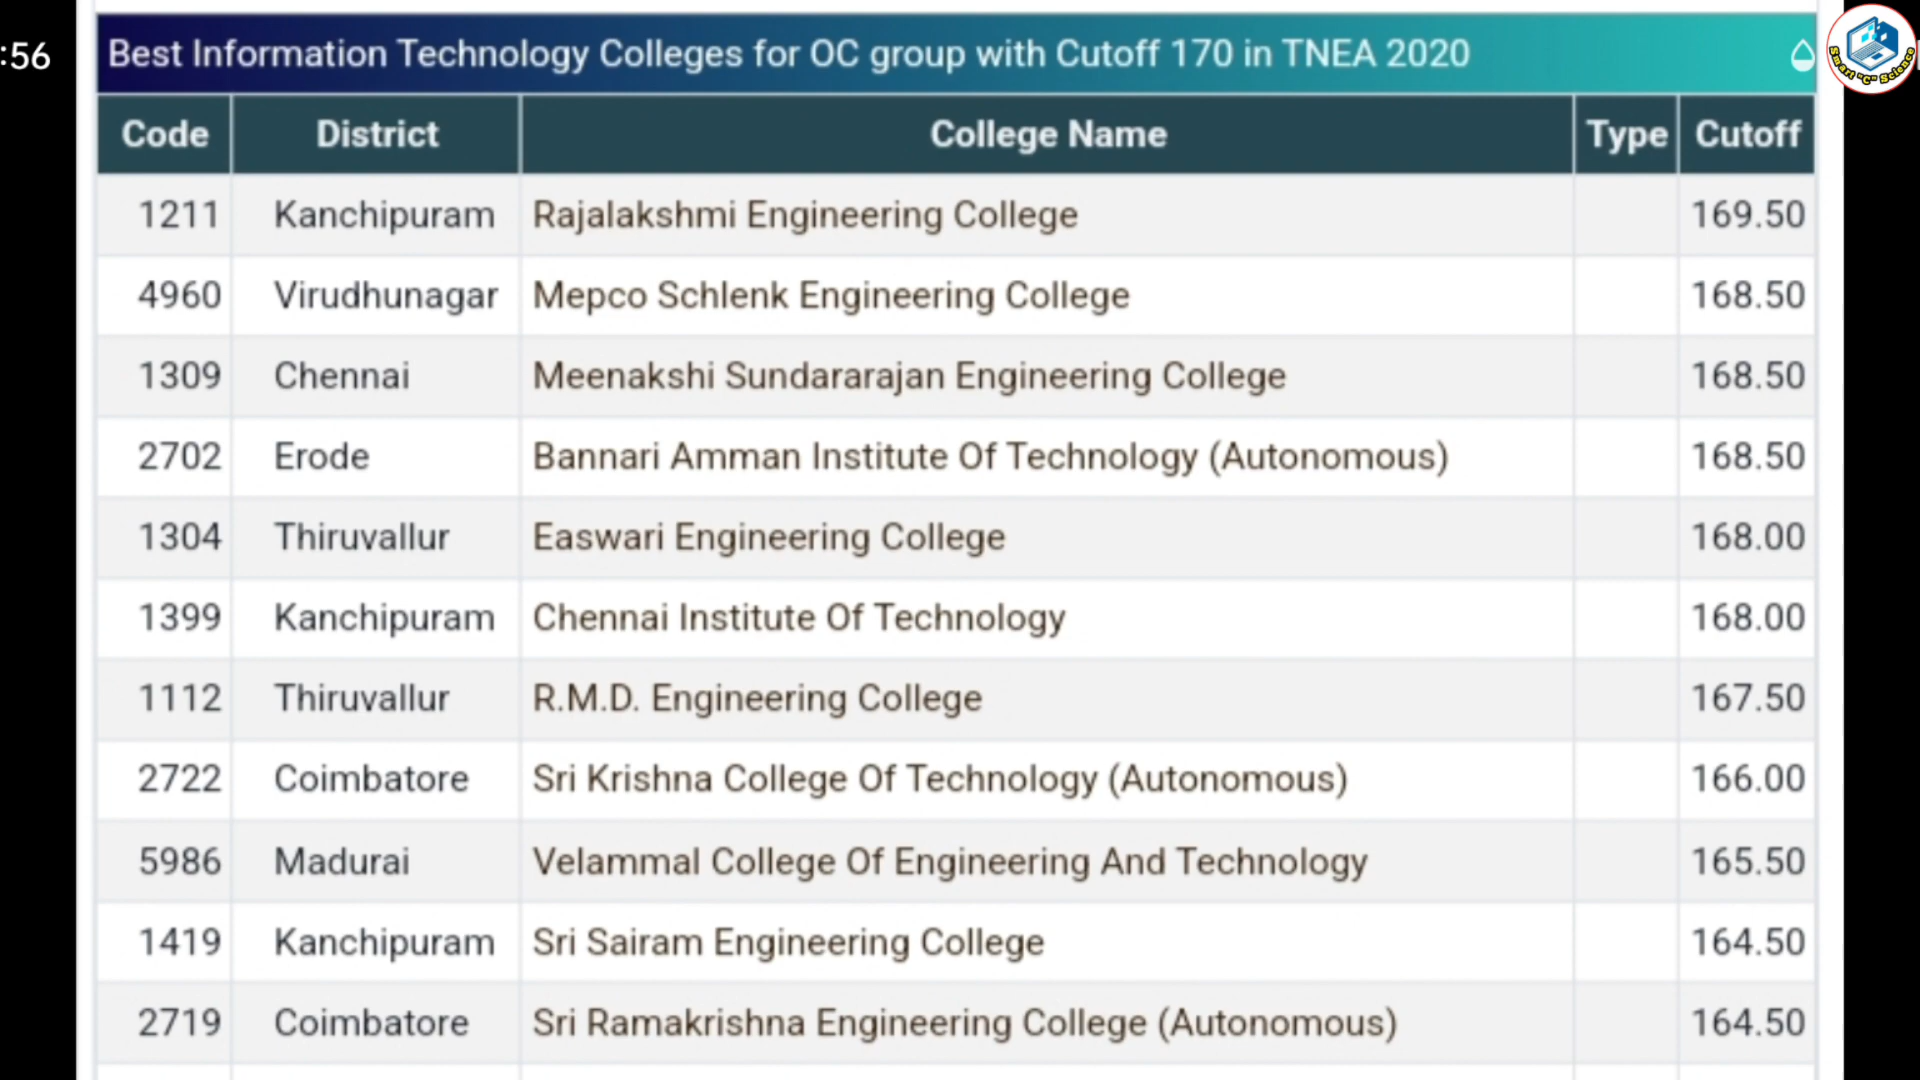 :56
Best Information Technology Colleges for OC group with Cutoff 170 in TNEA 2020
Smart "C" Science
Code District College Name Type Cutoff
1211 Kanchipuram Rajalakshmi Engineering College 169.50
4960 Virudhunagar Mepco Schlenk Engineering College 168.50
1309 Chennai Meenakshi Sundararajan Engineering College 168.50
2702 Erode Bannari Amman Institute Of Technology (Autonomous) 168.50
1304 Thiruvallur Easwari Engineering College 168.00
1399 Kanchipuram Chennai Institute Of Technology 168.00
1112 Thiruvallur R.M.D. Engineering College 167.50
2722 Coimbatore Sri Krishna College Of Technology (Autonomous) 166.00
5986 Madurai Velammal College Of Engineering And Technology 165.50
1419 Kanchipuram Sri Sairam Engineering College 164.50
2719 Coimbatore Sri Ramakrishna Engineering College (Autonomous) 164.50